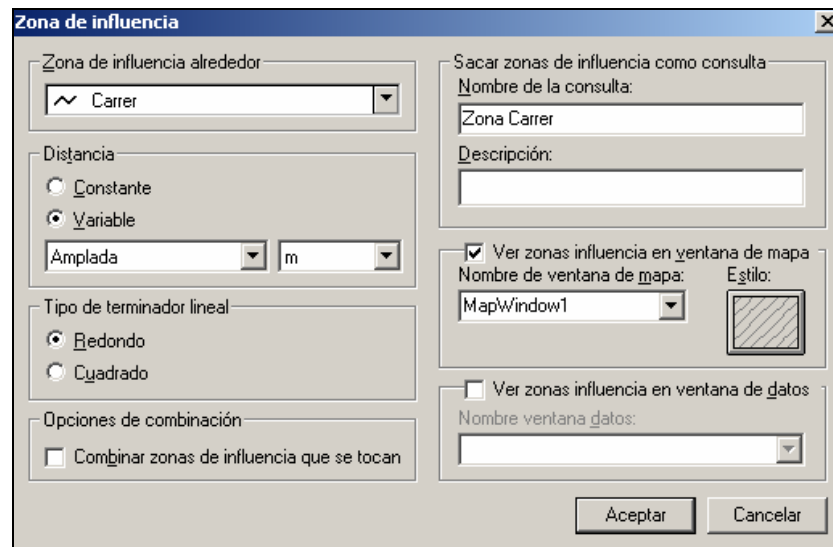 Zona de influencia
Zona de influencia alrededor
Carrer
Distancia
Constante
Variable
Amplada
m
Tipo de terminador lineal
Redondo
Cuadrado
Opciones de combinación
Combinar zonas de influencia que se tocan
Sacar zonas de influencia como consulta
Nombre de la consulta:
Zona Carrer
Descripción:
Ver zonas influencia en ventana de mapa
Nombre de ventana de mapa:
Estilo:
MapWindow1
Ver zonas influencia en ventana de datos
Nombre ventana datos:
Aceptar
Cancelar